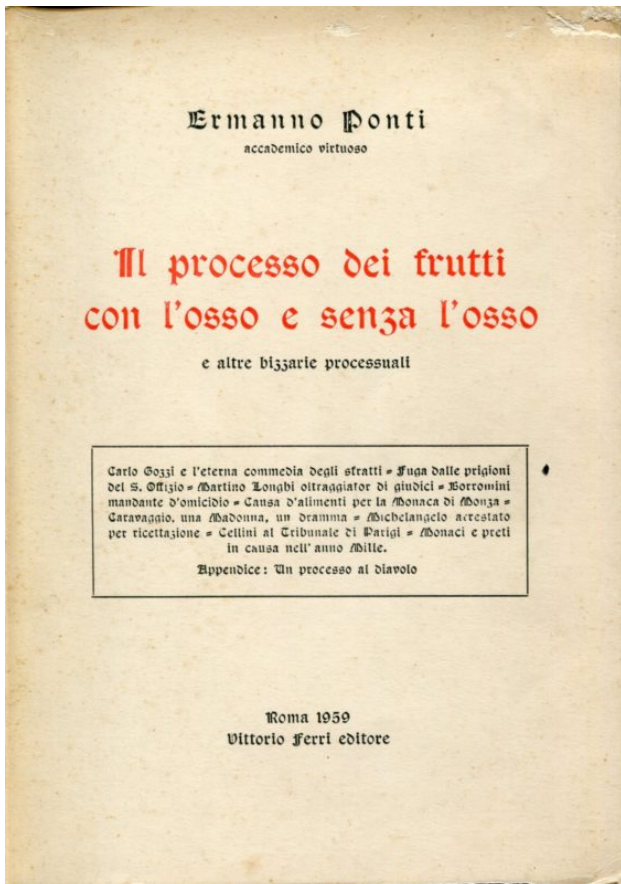 Ermanno Ponti
accademico virtuoso
Il processo dei frutti
con l'osso e senza l'osso
e altre bizzarie processuali
Carlo Gozzi e l'eterna commedia degli sfratti = Fuga dalle prigioni
del S. Offizio = Martino Longhi oltraggiator di giudici = Borromini
mandante d'omicidio = Causa d'alimenti per la Monaca di Monza =
Caravaggio, una Madonna, un dramma = Michelangelo arrestato
per ricettazione = Cellini al Tribunale di Parigi = Monaci e preti
in causa nell'anno Mille.
Appendice: Un processo al diavolo
Roma 1959
Vittorio Ferri editore